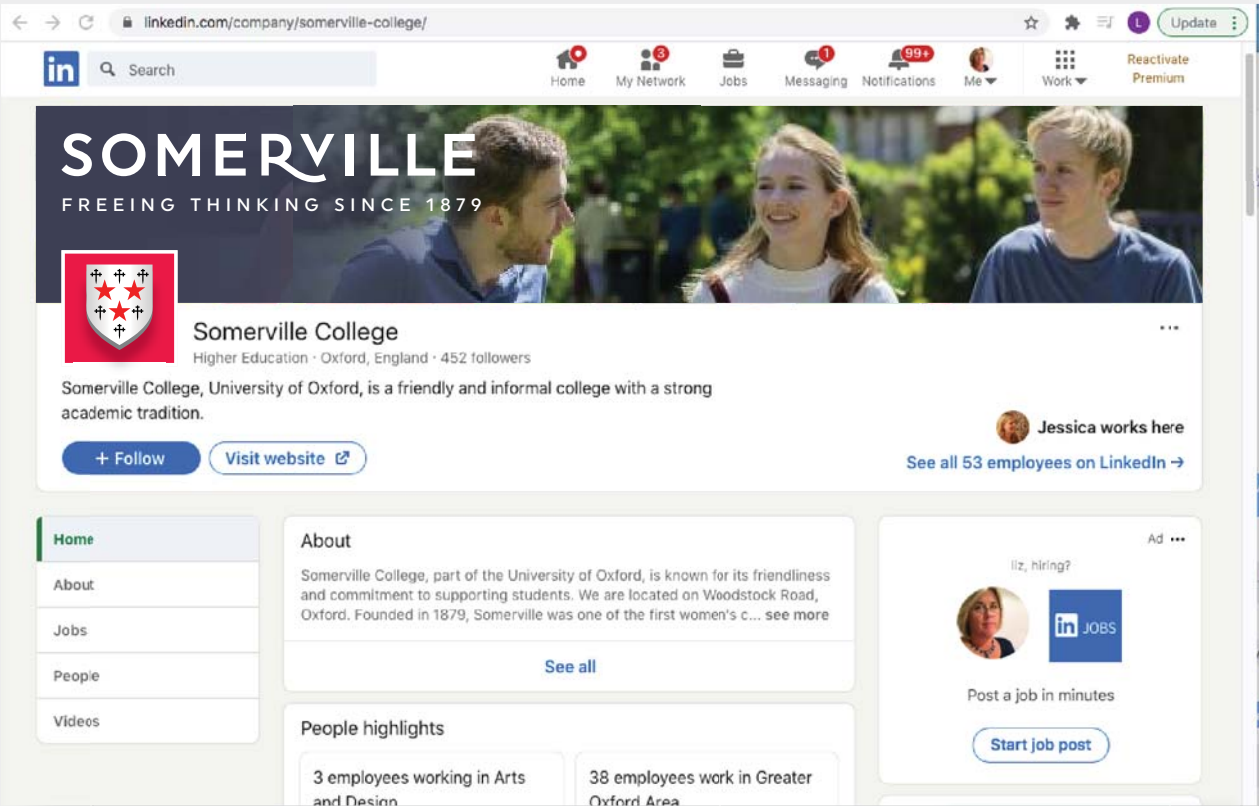 linkedin.com/company/somerville-college/
L
Update
in
Search
3
1
99+
Home
My Network
Jobs
Messaging
Notifications
Me
Work
Reactivate
Premium
SOMERVILLE
FREEING THINKING SINCE 1879
Somerville College
Higher Education · Oxford, England · 452 followers
Somerville College, University of Oxford, is a friendly and informal college with a strong
academic tradition.
+ Follow
Visit website
Jessica works here
See all 53 employees on LinkedIn →
Home
About
Jobs
People
Videos
About
Somerville College, part of the University of Oxford, is known for its friendliness
and commitment to supporting students. We are located on Woodstock Road,
Oxford. Founded in 1879, Somerville was one of the first women's c... see more
See all
People highlights
3 employees working in Arts
and Design
38 employees work in Greater
Oxford Area
Ad
liz, hiring?
in JOBS
Post a job in minutes
Start job post